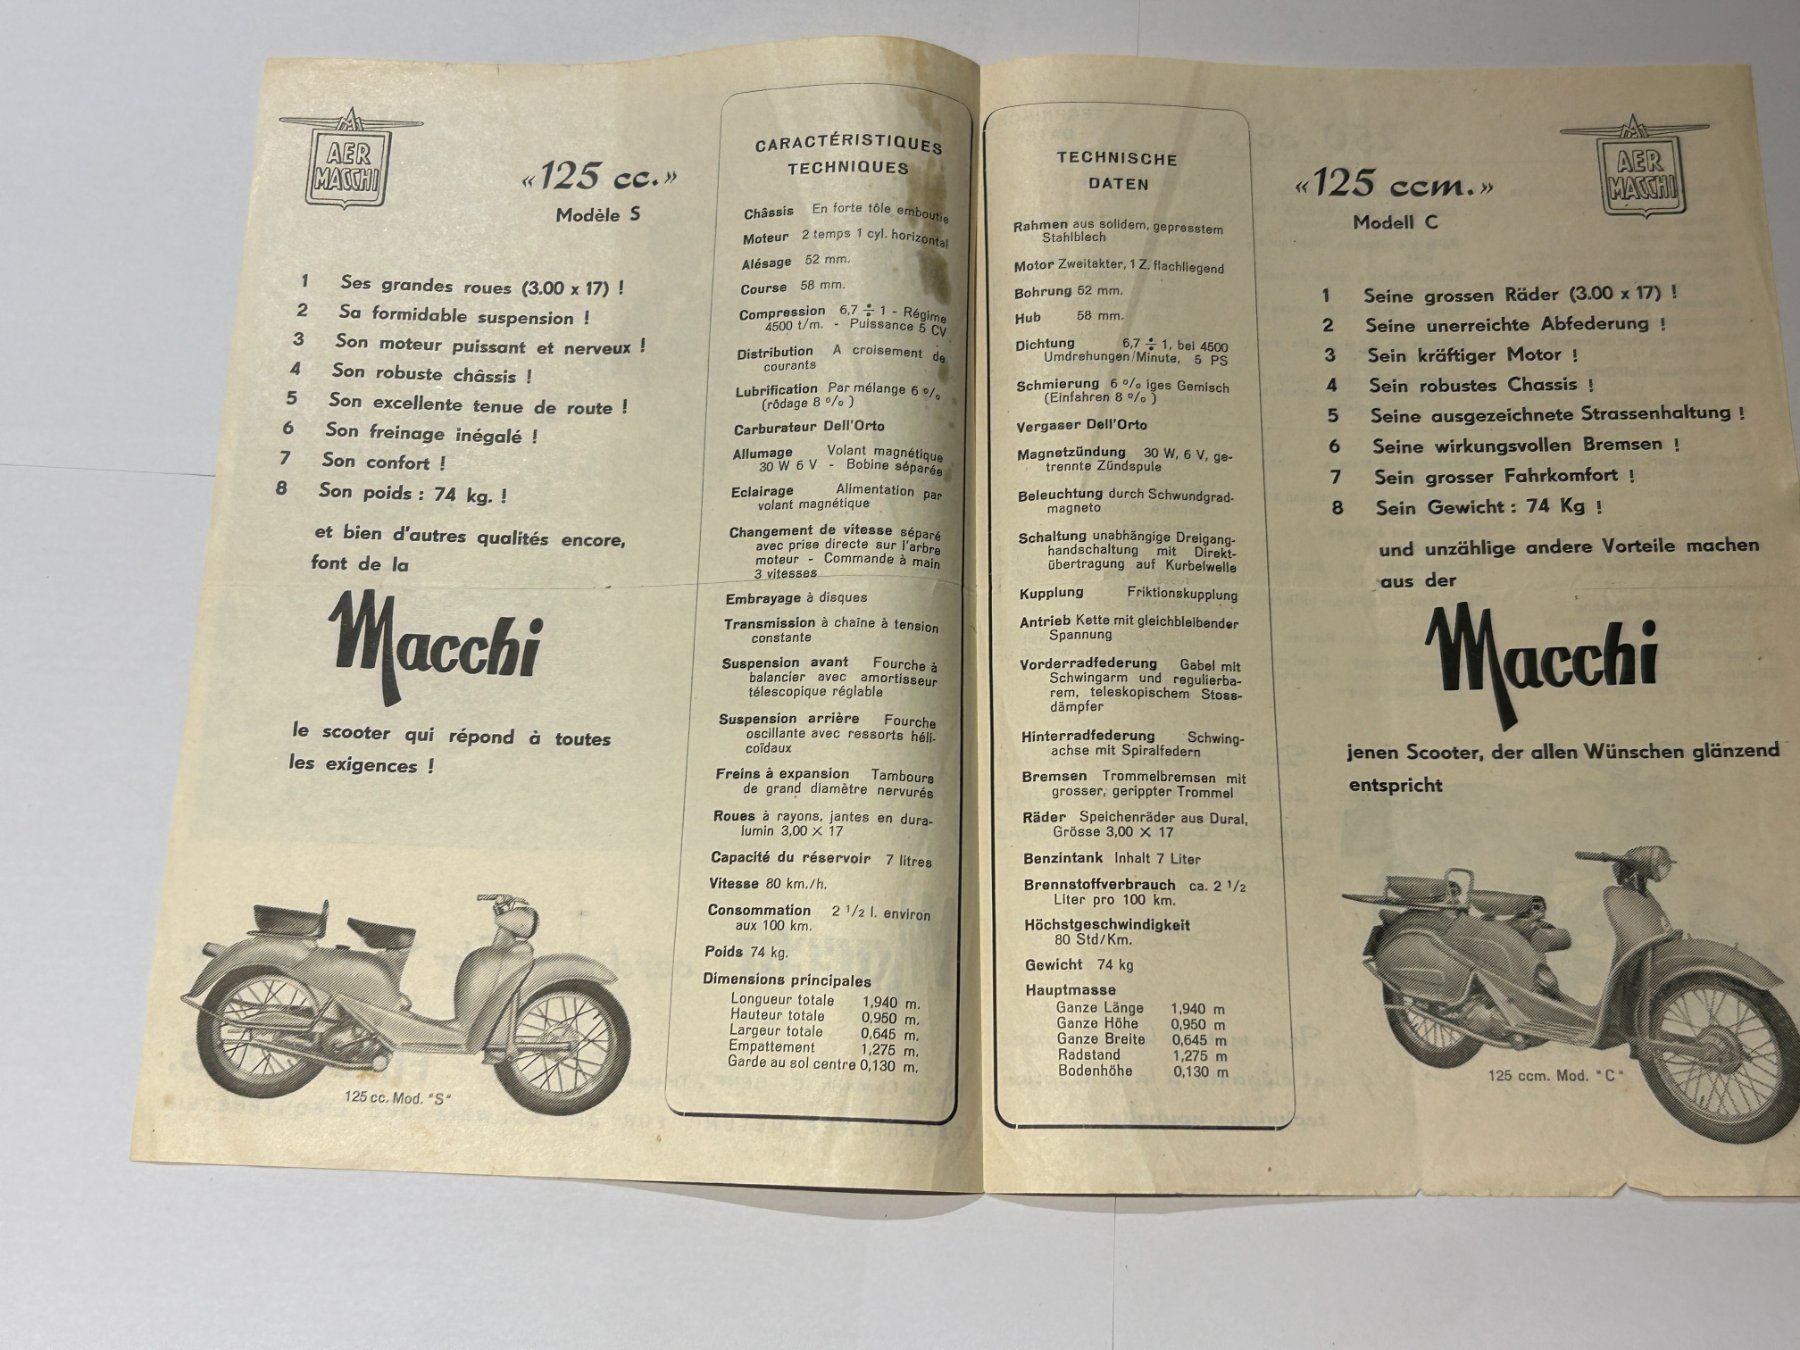 AER
MACCHI
«125 cc.»
Modèle S
1 Ses grandes roues (3.00 x 17) !
2 Sa formidable suspension !
3 Son moteur puissant et nerveux !
4 Son robuste châssis !
5 Son excellente tenue de route !
6 Son freinage inégalé !
7 Son confort !
8 Son poids : 74 kg. !
et bien d'autres qualités encore,
font de la
Macchi
le scooter qui répond à toutes
les exigences !
125 cc. Mod. "S"
CARACTÉRISTIQUES
TECHNIQUES
Châssis En forte tôle emboutie
Moteur 2 temps 1 cyl. horizontal
Alésage 52 mm.
Course 58 mm.
Compression 6,7 ÷ 1 - Régime
4500 t/m. - Puissance 5 CV
Distribution A croisement de
courants
Lubrification Par mélange 6 %
(rôdage 8 % )
Carburateur Dell'Orto
Allumage Volant magnétique
30 W 6 V - Bobine séparée
Eclairage Alimentation par
volant magnétique
Changement de vitesse séparé
avec prise directe sur l'arbre
moteur - Commande à main
3 vitesses
Embrayage à disques
Transmission à chaîne à tension
constante
Suspension avant Fourche à
balancier avec amortisseur
télescopique réglable
Suspension arrière Fourche
oscillante avec ressorts héli-
coïdaux
Freins à expansion Tambours
de grand diamètre nervurés
Roues à rayons, jantes en dura-
lumin 3,00 X 17
Capacité du réservoir 7 litres
Vitesse 80 km./h.
Consommation 2 1/2 l. environ
aux 100 km.
Poids 74 kg.
Dimensions principales
Longueur totale 1,940 m.
Hauteur totale 0,950 m.
Largeur totale 0,645 m.
Empattement 1,275 m.
Garde au sol centre 0,130 m.
TECHNISCHE
DATEN
Rahmen aus solidem, gepresstem
Stahlblech
Motor Zweitakter, 1 Z. flachliegend
Bohrung 52 mm.
Hub 58 mm.
Dichtung 6,7 ÷ 1, bei 4500
Umdrehungen/Minute, 5 PS
Schmierung 6 % iges Gemisch
(Einfahren 8 % )
Vergaser Dell'Orto
Magnetzündung 30 W, 6 V, ge-
trennte Zündspule
Beleuchtung durch Schwundgrad-
magneto
Schaltung unabhängige Dreigang-
handschaltung mit Direkt-
übertragung auf Kurbelwelle
Kupplung Friktionskupplung
Antrieb Kette mit gleichbleibender
Spannung
Vorderradfederung Gabel mit
Schwingarm und regulierba-
rem, teleskopischem Stoss-
dämpfer
Hinterradfederung Schwing-
achse mit Spiralfedern
Bremsen Trommelbremsen mit
grosser, gerippter Trommel
Räder Speichenräder aus Dural,
Grösse 3,00 X 17
Benzintank Inhalt 7 Liter
Brennstoffverbrauch ca. 2 1/2
Liter pro 100 km.
Höchstgeschwindigkeit
80 Std/Km.
Gewicht 74 kg
Hauptmasse
Ganze Länge 1,940 m
Ganze Höhe 0,950 m
Ganze Breite 0,645 m
Radstand 1,275 m
Bodenhöhe 0,130 m
AER
MACCHI
«125 ccm.»
Modell C
1 Seine grossen Räder (3.00 x 17) !
2 Seine unerreichte Abfederung !
3 Sein kräftiger Motor !
4 Sein robustes Chassis !
5 Seine ausgezeichnete Strassenhaltung !
6 Seine wirkungsvollen Bremsen !
7 Sein grosser Fahrkomfort !
8 Sein Gewicht : 74 Kg !
und unzählige andere Vorteile machen
aus der
Macchi
jenen Scooter, der allen Wünschen glänzend
entspricht
125 ccm. Mod. "C"